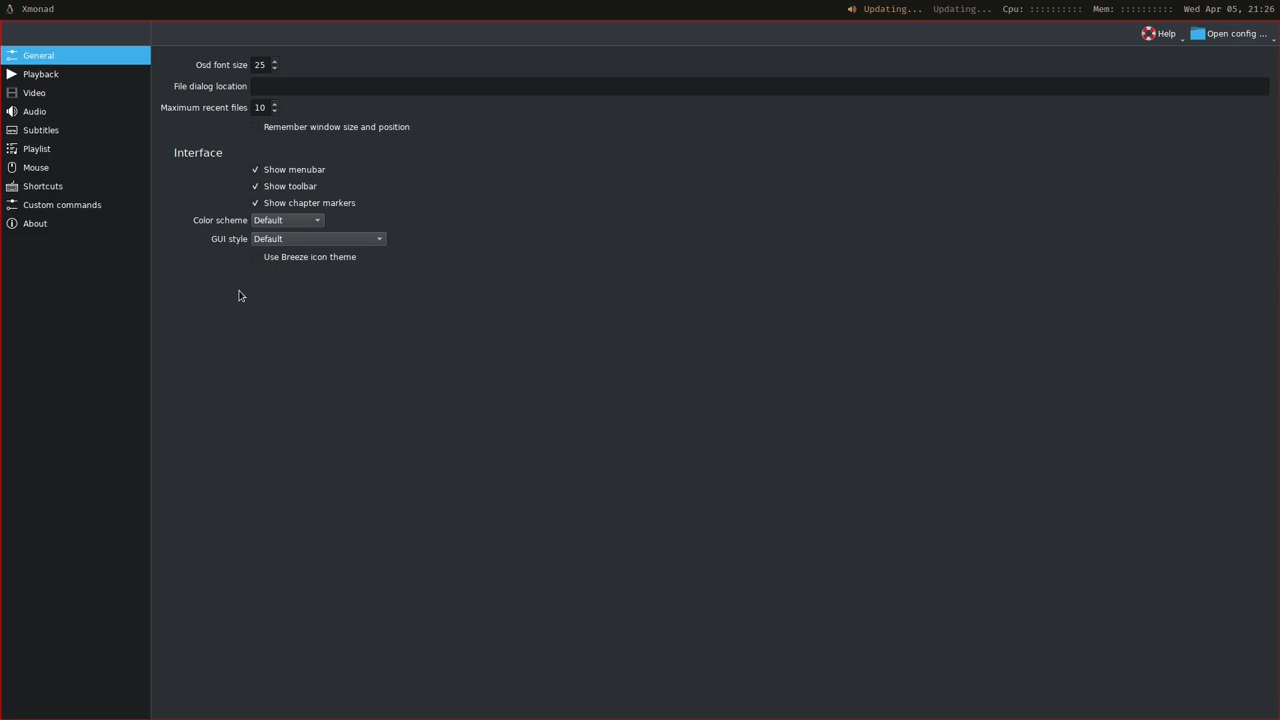 Xmonad
Updating... Updating... Cpu: :::::::::: Mem: :::::::::: Wed Apr 05, 21:26
Help Open config ...
General
Playback
Video
Audio
Subtitles
Playlist
Mouse
Shortcuts
Custom commands
About
Osd font size 25
File dialog location
Maximum recent files 10
Remember window size and position
Interface
Show menubar
Show toolbar
Show chapter markers
Color scheme Default
GUI style Default
Use Breeze icon theme